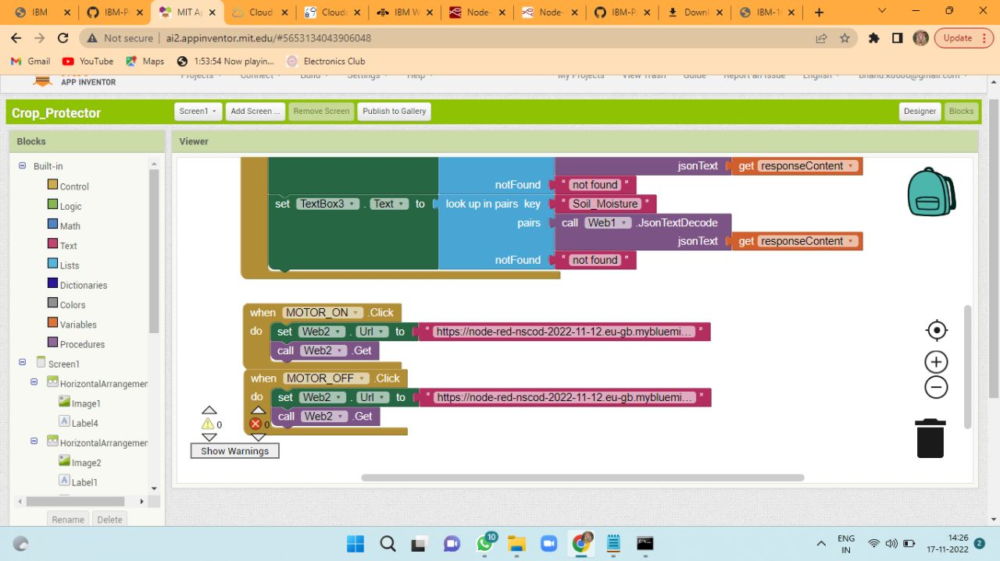 IBM
IBM-P
MIT Ap
Cloud
Clouda
IBM W
Node-
Node-
IBM-P
Downl
IBM-1
Not secure
ai2.appinventor.mit.edu/#5653134043906048
Update
Gmail
YouTube
Maps
1:53:54 Now playin...
Electronics Club
APP INVENTOR
Projects
Connect
Build
Settings
Help
My Projects
View Trash
Guide
Report an Issue
English
Crop_Protector
Screen1
Add Screen ...
Remove Screen
Publish to Gallery
Designer
Blocks
Blocks
Viewer
Built-in
Control
Logic
Math
Text
Lists
Dictionaries
Colors
Variables
Procedures
Screen1
HorizontalArrangemen
Image1
Label4
HorizontalArrangemen
Image2
Label1
Rename
Delete
jsonText get responseContent
notFound " not found "
set TextBox3 . Text to look up in pairs key " Soil_Moisture "
pairs call Web1 .JsonTextDecode
jsonText get responseContent
notFound " not found "
when MOTOR_ON .Click
do set Web2 . Url to " https://node-red-nscod-2022-11-12.eu-gb.mybluemi... "
call Web2 .Get
when MOTOR_OFF .Click
do set Web2 . Url to " https://node-red-nscod-2022-11-12.eu-gb.mybluemi... "
call Web2 .Get
0
0
Show Warnings
10
ENG
IN
14:26
17-11-2022
2